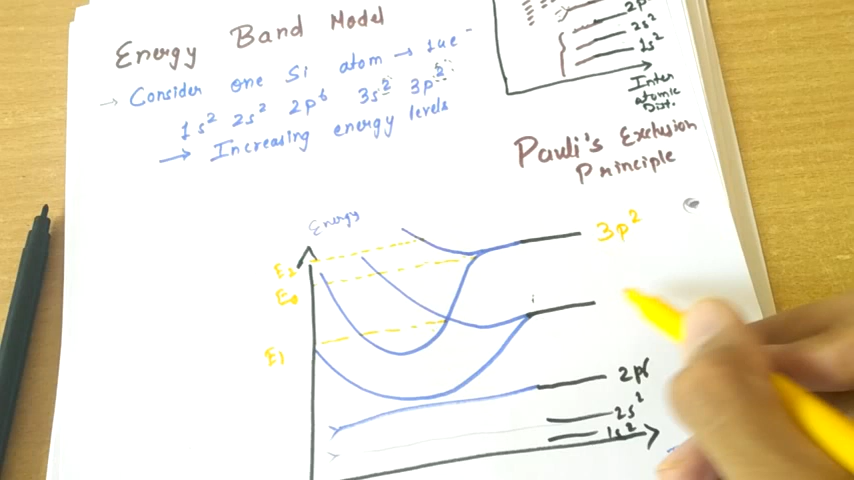 Energy Band Model
→ Consider one Si atom → 14e⁻
1s² 2s² 2p⁶ 3s² 3p²
→ Increasing energy levels
2s²
1s²
Inter
atomic
Dist.
Pauli's Exclusion
Principle
Energy
3p²
E₂
E₀
E₁
2p⁶
2s²
1s²